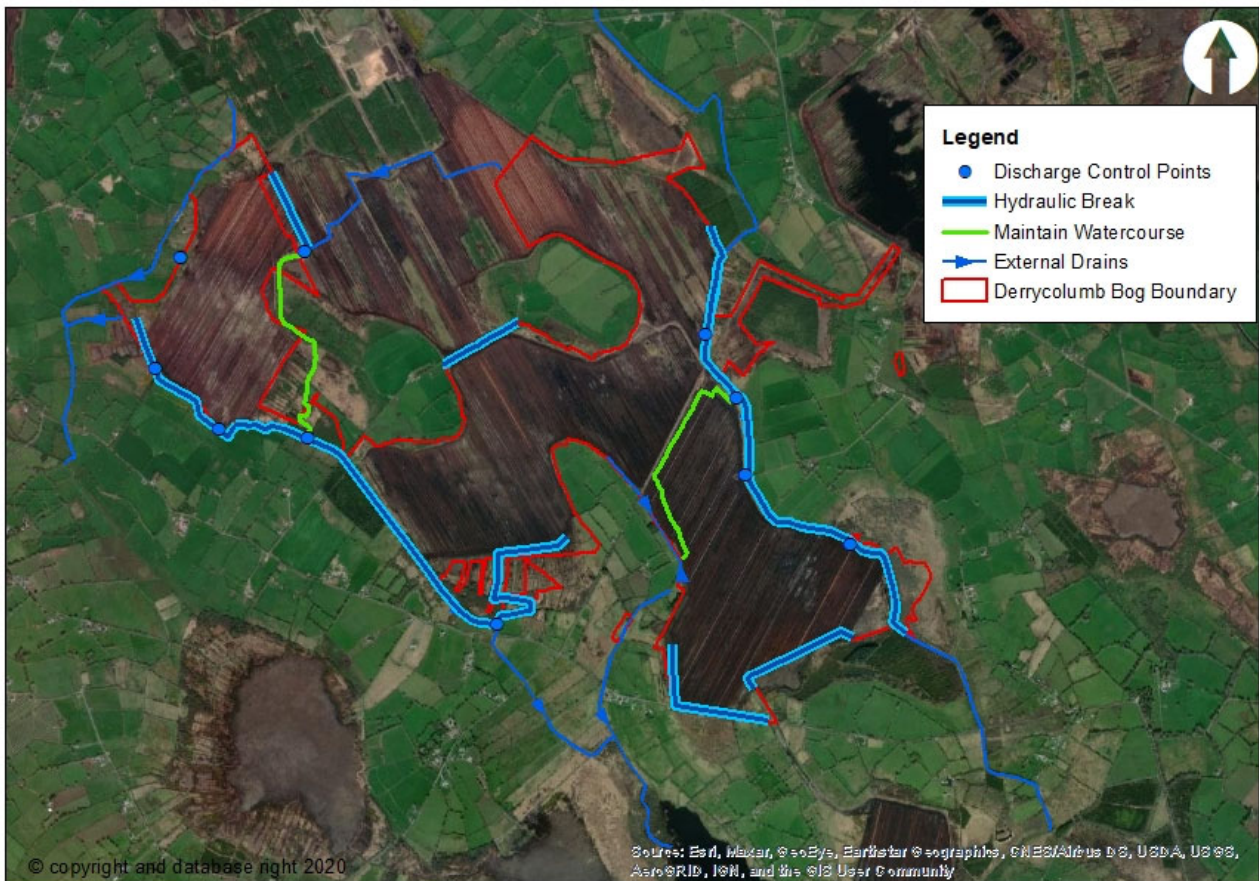 Legend
Discharge Control Points
Hydraulic Break
Maintain Watercourse
External Drains
Derrycolumb Bog Boundary
© copyright and database right 2020
Source: Esri, Maxar, GeoEye, Earthstar Geographics, CNES/Airbus DS, USDA, USGS,
AeroGRID, IGN, and the GIS User Community